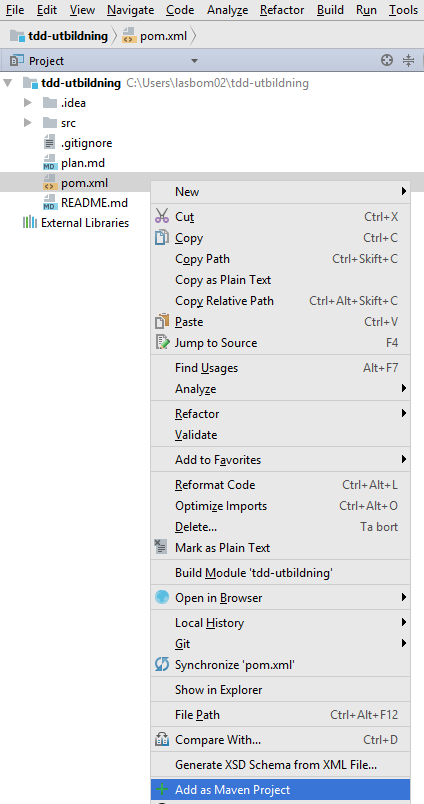 File Edit View Navigate Code Analyze Refactor Build Run Tools
tdd-utbildning pom.xml
Project
tdd-utbildning C:\Users\lasbom02\tdd-utbildning
.idea
src
.gitignore
MD plan.md
pom.xml
MD README.md
External Libraries
New
Cut Ctrl+X
Copy Ctrl+C
Copy Path Ctrl+Skift+C
Copy as Plain Text
Copy Relative Path Ctrl+Alt+Skift+C
Paste Ctrl+V
Jump to Source F4
Find Usages Alt+F7
Analyze
Refactor
Validate
Add to Favorites
Reformat Code Ctrl+Alt+L
Optimize Imports Ctrl+Alt+O
Delete... Ta bort
Mark as Plain Text
Build Module 'tdd-utbildning'
Open in Browser
Local History
Git
Synchronize 'pom.xml'
Show in Explorer
File Path Ctrl+Alt+F12
Compare With... Ctrl+D
Generate XSD Schema from XML File...
Add as Maven Project